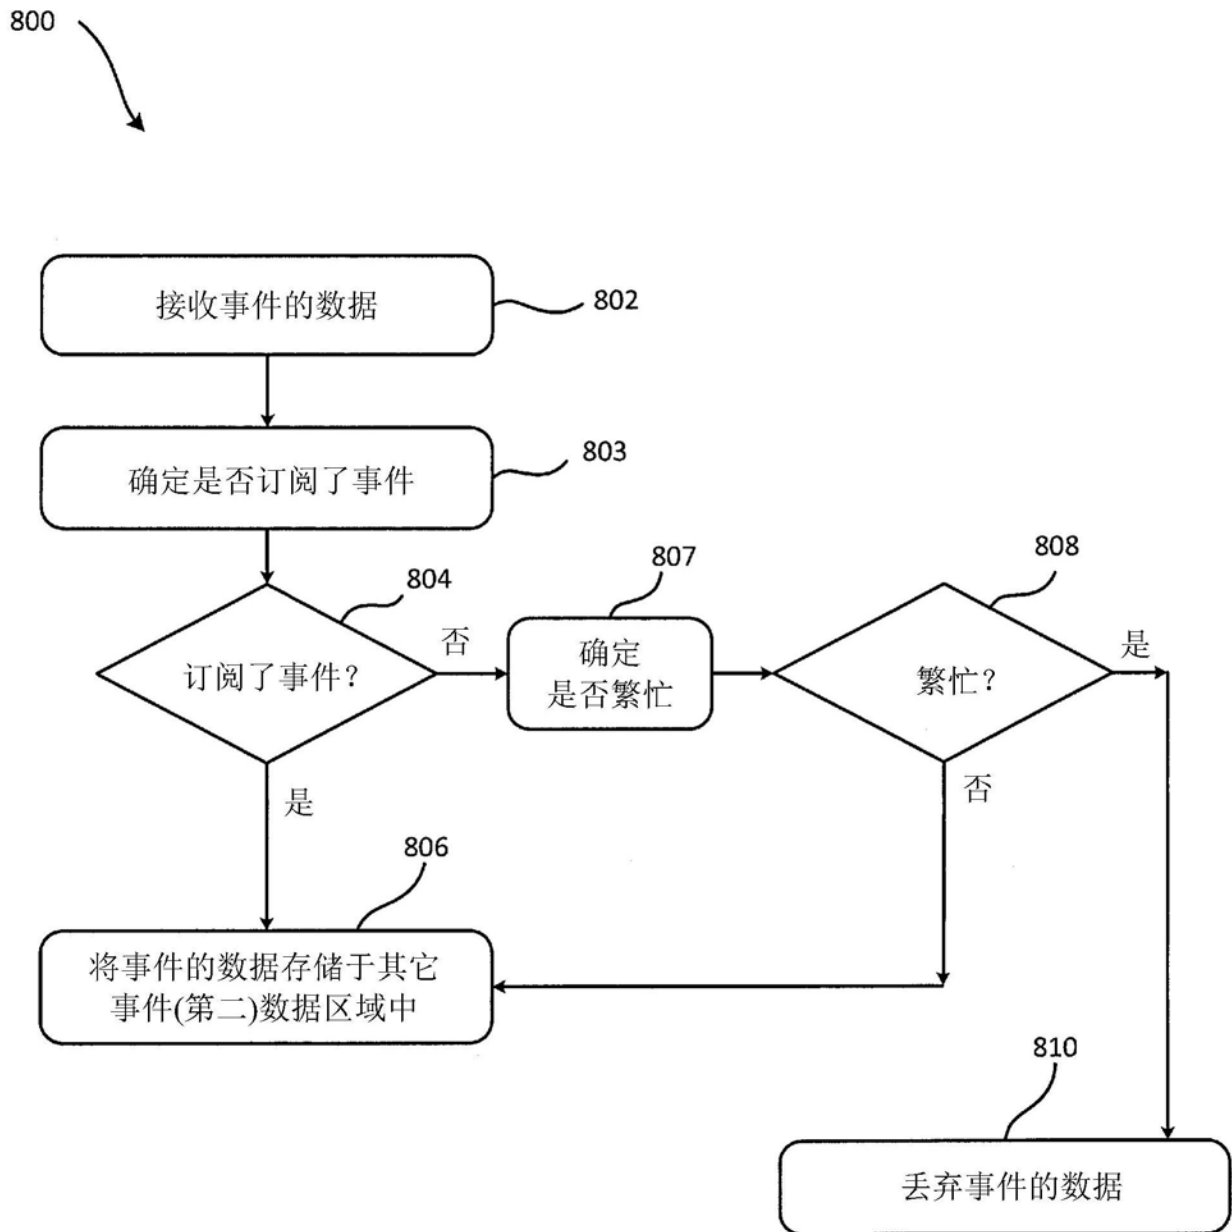 800
接收事件的数据
802
确定是否订阅了事件
803
804
订阅了事件？
否
807
确定
是否繁忙
808
繁忙？
是
是
否
806
将事件的数据存储于其它
事件(第二)数据区域中
810
丢弃事件的数据